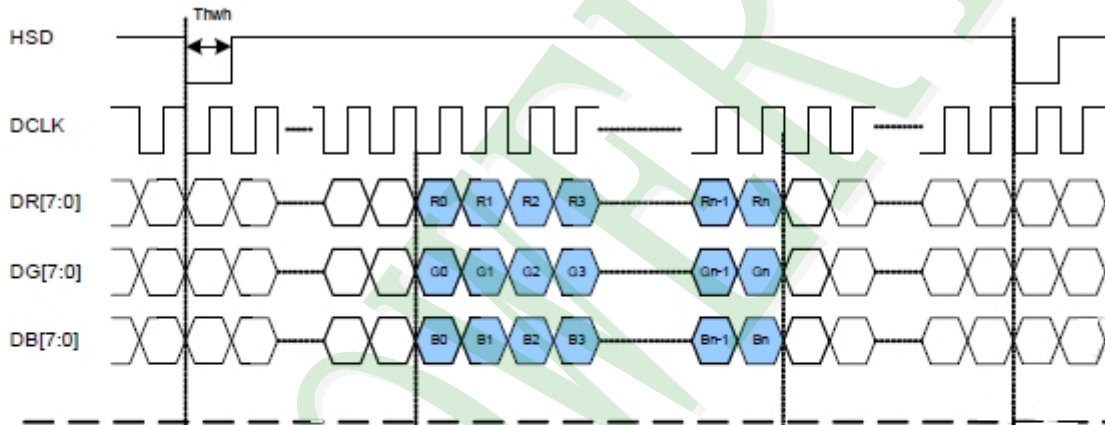 Thwh
HSD
DCLK
DR[7:0] R0 R1 R2 R3 Rn-1 Rn
DG[7:0] G0 G1 G2 G3 Gn-1 Gn
DB[7:0] B0 B1 B2 B3 Bn-1 Bn